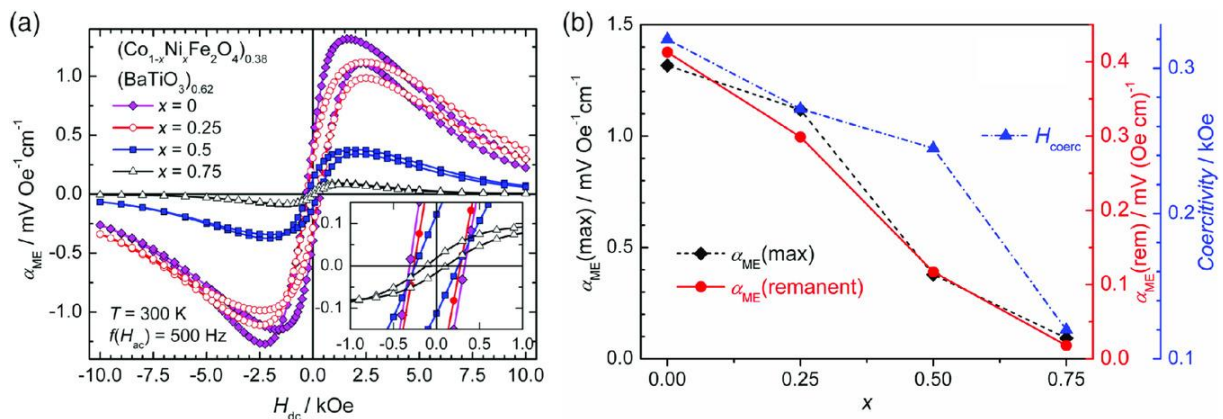 (a)
(Co1-xNixFe2O4)0.38
(BaTiO3)0.62
x = 0
x = 0.25
x = 0.5
x = 0.75
1.0
0.5
0.0
-0.5
-1.0
αME / mV Oe-1 cm-1
T = 300 K
f(Hac) = 500 Hz
0.1
0.0
-0.1
-1.0 -0.5 0.0 0.5 1.0
-10.0 -7.5 -5.0 -2.5 0.0 2.5 5.0 7.5 10.0
Hdc / kOe
(b)
1.5
1.0
0.5
0.0
αME(max) / mV Oe-1 cm-1
αME(max)
αME(remanent)
Hcoerc
0.4
0.3
0.2
0.1
0.0
αME(rem) / mV (Oe cm)-1
0.3
0.2
0.1
Coercitivity / kOe
0.00 0.25 0.50 0.75
x